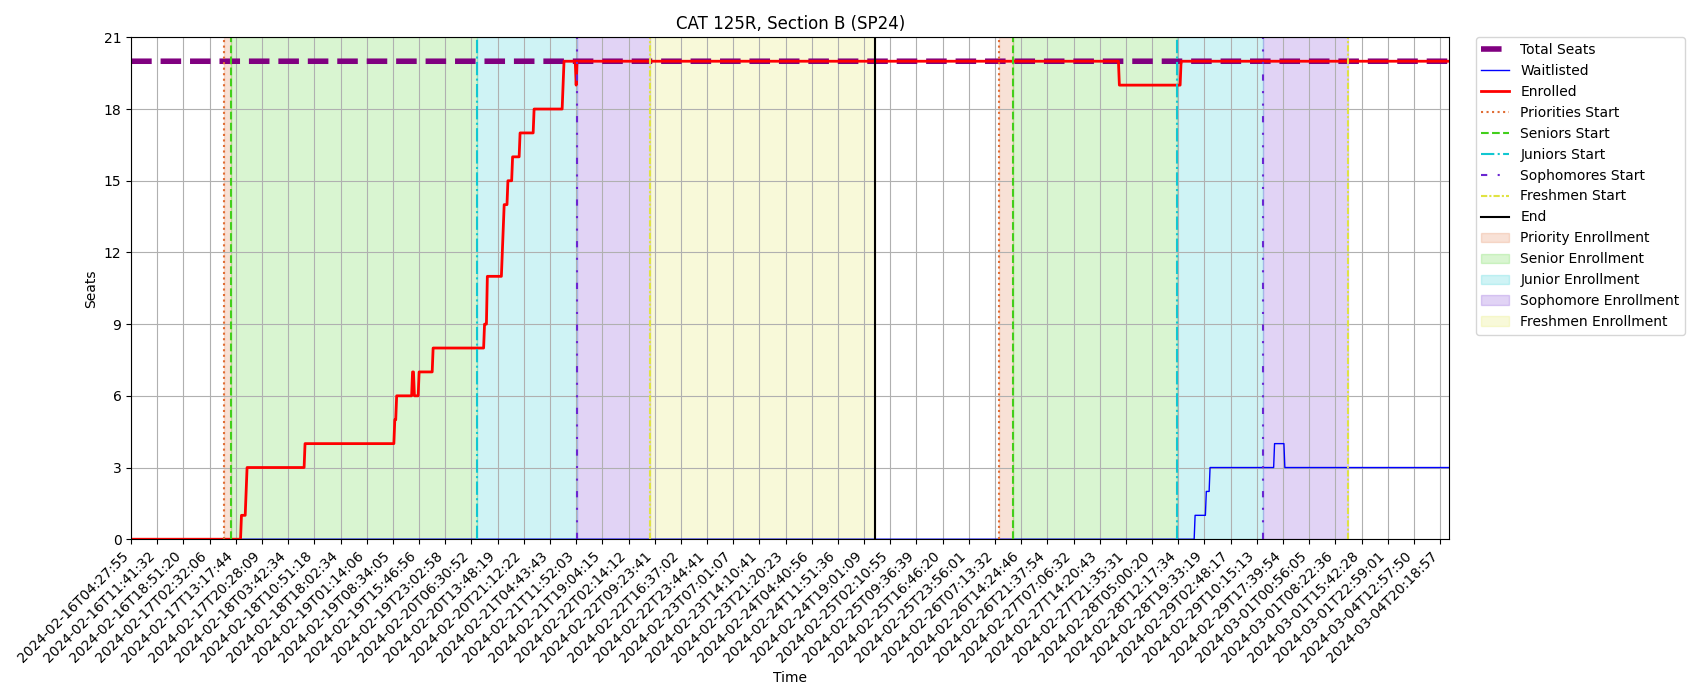 CAT 125R, Section B (SP24)
21
18
15
12
9
6
3
0
Seats
2024-02-16T04:27:55
2024-02-16T11:41:32
2024-02-16T18:51:20
2024-02-17T02:32:06
2024-02-17T13:17:44
2024-02-17T20:28:09
2024-02-18T03:42:34
2024-02-18T10:51:18
2024-02-18T18:02:34
2024-02-19T01:14:06
2024-02-19T08:34:05
2024-02-19T15:46:56
2024-02-19T23:02:58
2024-02-20T06:30:52
2024-02-20T13:48:19
2024-02-20T21:12:22
2024-02-21T04:43:43
2024-02-21T11:52:03
2024-02-21T19:04:15
2024-02-22T02:14:12
2024-02-22T09:23:41
2024-02-22T16:37:02
2024-02-22T23:44:41
2024-02-23T07:01:07
2024-02-23T14:10:41
2024-02-23T21:20:23
2024-02-24T04:40:56
2024-02-24T11:51:36
2024-02-24T19:01:09
2024-02-25T02:10:55
2024-02-25T09:36:39
2024-02-25T16:46:20
2024-02-25T23:56:01
2024-02-26T07:13:32
2024-02-26T14:24:46
2024-02-26T21:37:54
2024-02-27T07:06:32
2024-02-27T14:20:43
2024-02-27T21:35:31
2024-02-28T05:00:20
2024-02-28T12:17:34
2024-02-28T19:33:19
2024-02-29T02:48:17
2024-02-29T10:15:13
2024-02-29T17:39:54
2024-03-01T00:56:05
2024-03-01T08:22:36
2024-03-01T15:42:28
2024-03-01T22:59:01
2024-03-04T12:57:50
2024-03-04T20:18:57
Time
Total Seats
Waitlisted
Enrolled
Priorities Start
Seniors Start
Juniors Start
Sophomores Start
Freshmen Start
End
Priority Enrollment
Senior Enrollment
Junior Enrollment
Sophomore Enrollment
Freshmen Enrollment